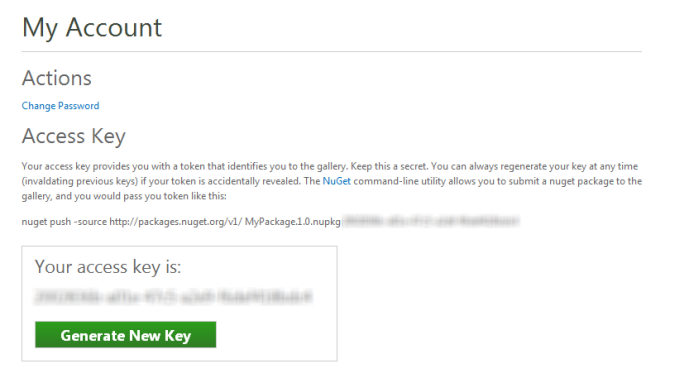 My Account
Actions
Change Password
Access Key
Your access key provides you with a token that identifies you to the gallery. Keep this a secret. You can always regenerate your key at any time
(invaldating previous keys) if your token is accidentally revealed. The NuGet command-line utility allows you to submit a nuget package to the
gallery, and you would pass you token like this:
nuget push -source http://packages.nuget.org/v1/ MyPackage.1.0.nupkg
Your access key is:
Generate New Key